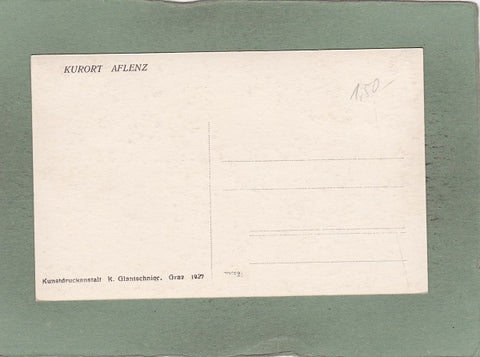 KURORT AFLENZ
1,50–
Kunstdruckanstalt K. Glantschnigg. Graz 1927